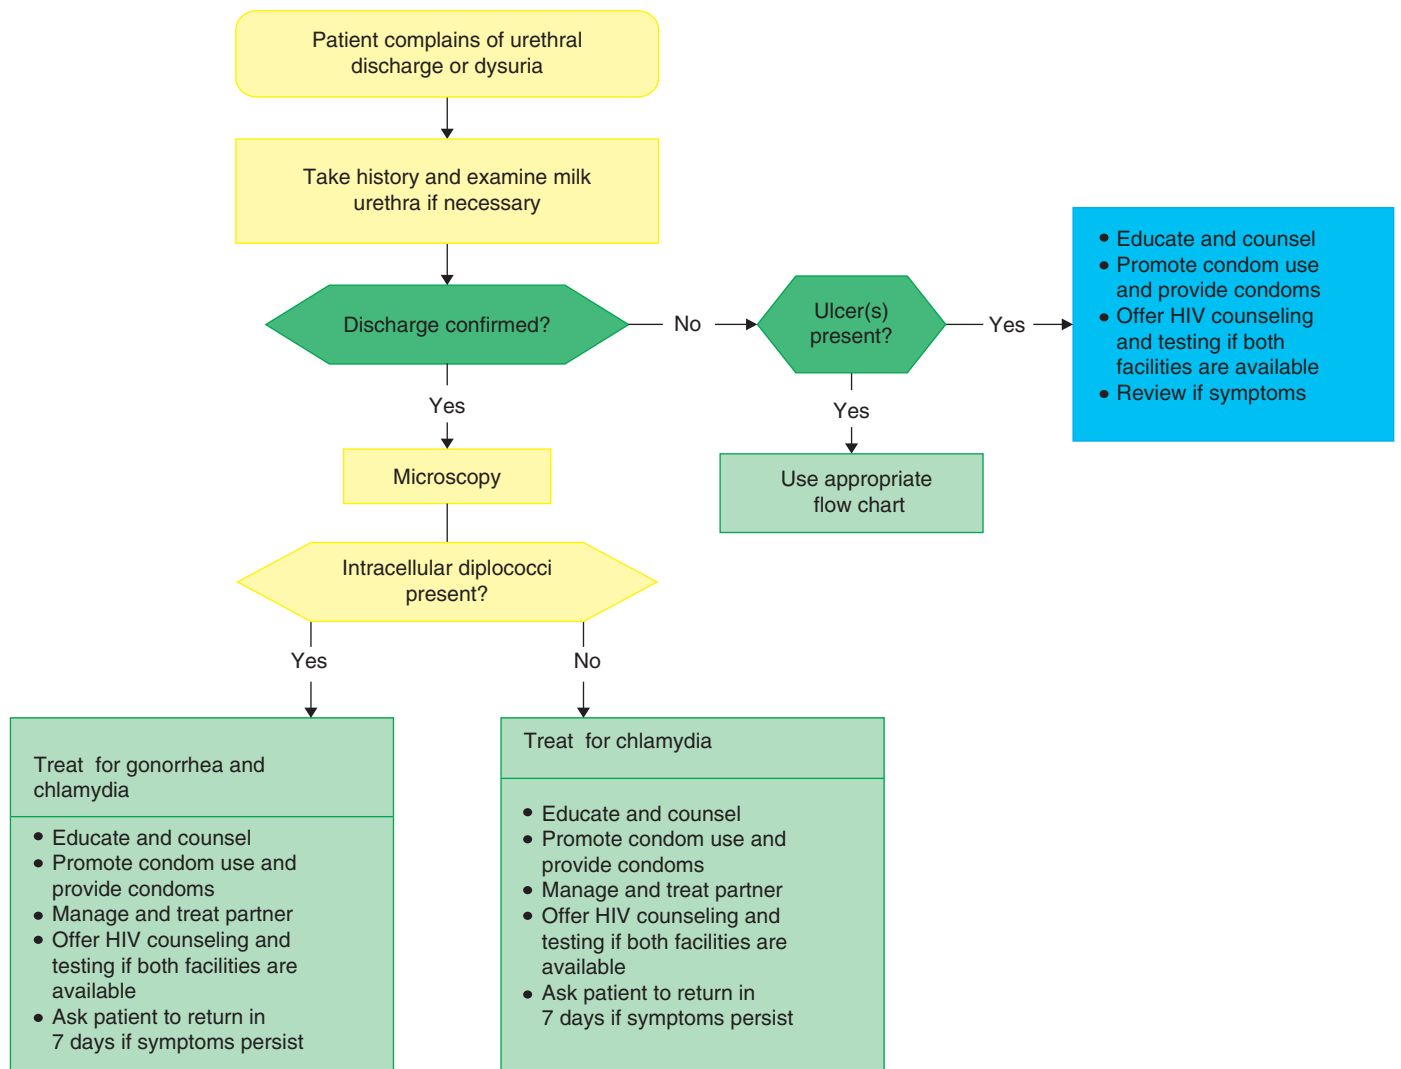 Patient complains of urethral
discharge or dysuria
Take history and examine milk
urethra if necessary
Discharge confirmed?
No
Ulcer(s)
present?
Yes
• Educate and counsel
• Promote condom use
and provide condoms
• Offer HIV counseling
and testing if both
facilities are available
• Review if symptoms
Yes
Yes
Use appropriate
flow chart
Microscopy
Intracellular diplococci
present?
Yes
No
Treat for gonorrhea and
chlamydia
• Educate and counsel
• Promote condom use and
provide condoms
• Manage and treat partner
• Offer HIV counseling and
testing if both facilities are
available
• Ask patient to return in
7 days if symptoms persist
Treat for chlamydia
• Educate and counsel
• Promote condom use and
provide condoms
• Manage and treat partner
• Offer HIV counseling and
testing if both facilities are
available
• Ask patient to return in
7 days if symptoms persist